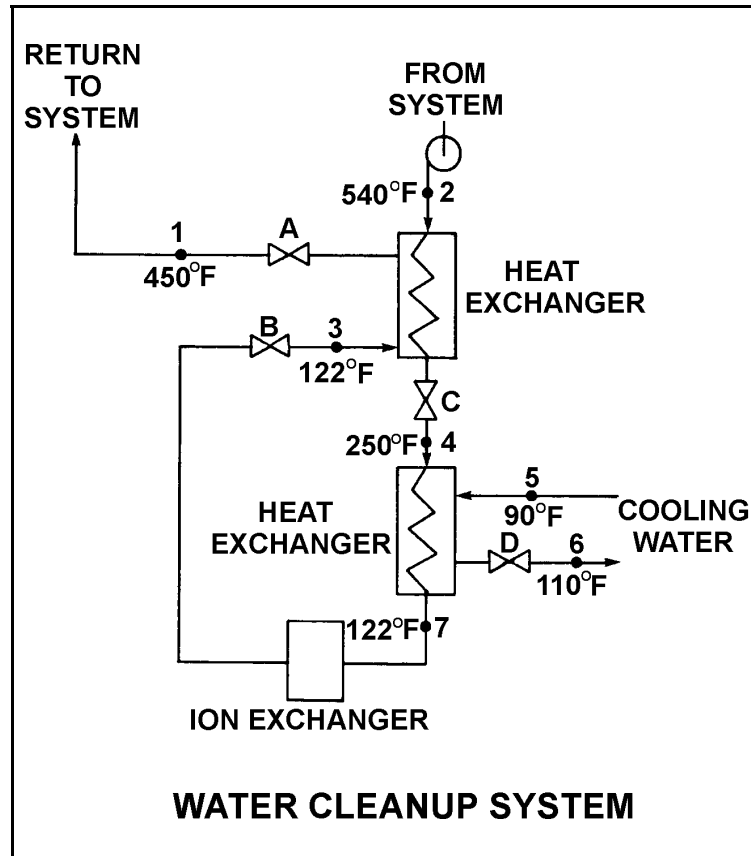 RETURN
TO
SYSTEM
FROM
SYSTEM
540°F 2
1
A
450°F
HEAT
EXCHANGER
B
3
122°F
C
250°F 4
HEAT
EXCHANGER
5
90°F
COOLING
WATER
D
6
110°F
122°F 7
ION EXCHANGER
WATER CLEANUP SYSTEM